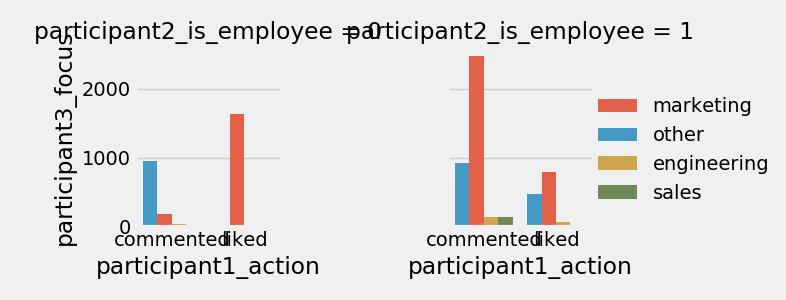 participant2_is_employee = 0
participant2_is_employee = 1
participant3_focus
2000
1000
0
commented
liked
commented
liked
participant1_action
participant1_action
marketing
other
engineering
sales